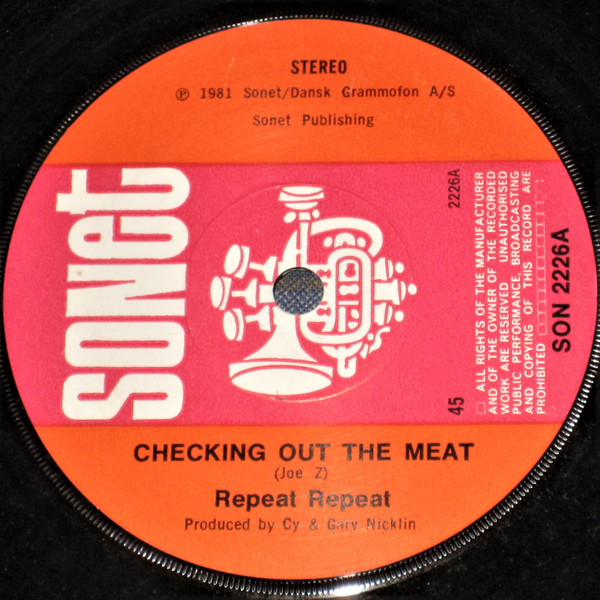 STEREO
℗ 1981 Sonet/Dansk Grammofon A/S
Sonet Publishing
sonet
2226A
ALL RIGHTS OF THE MANUFACTURER
AND OF THE OWNER OF THE RECORDED
WORK ARE RESERVED UNAUTHORISED
PUBLIC PERFORMANCE, BROADCASTING
AND COPYING OF THIS RECORD ARE
PROHIBITED
45
SON 2226A
CHECKING OUT THE MEAT
(Joe Z)
Repeat Repeat
Produced by Cy & Gary Nicklin